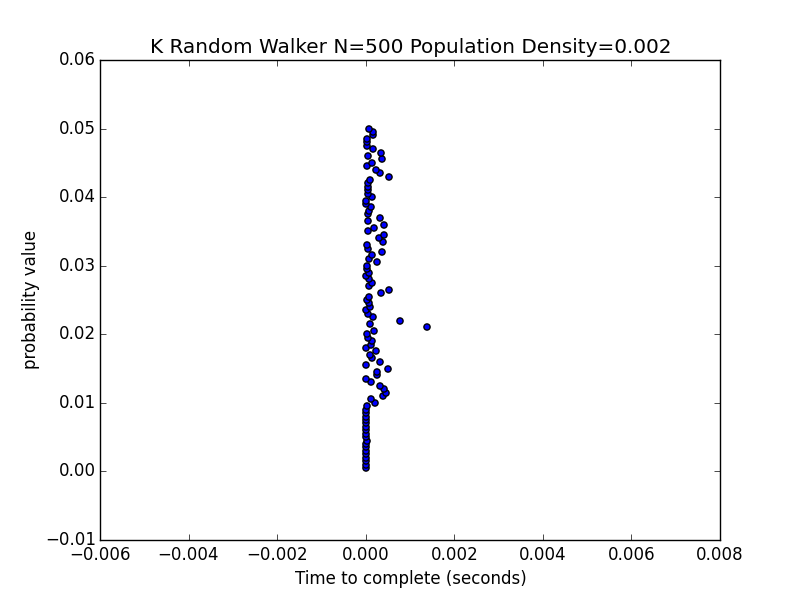 K Random Walker N=500 Population Density=0.002
0.06
0.05
0.04
0.03
0.02
0.01
0.00
−0.01
probability value
−0.006 −0.004 −0.002 0.000 0.002 0.004 0.006 0.008
Time to complete (seconds)